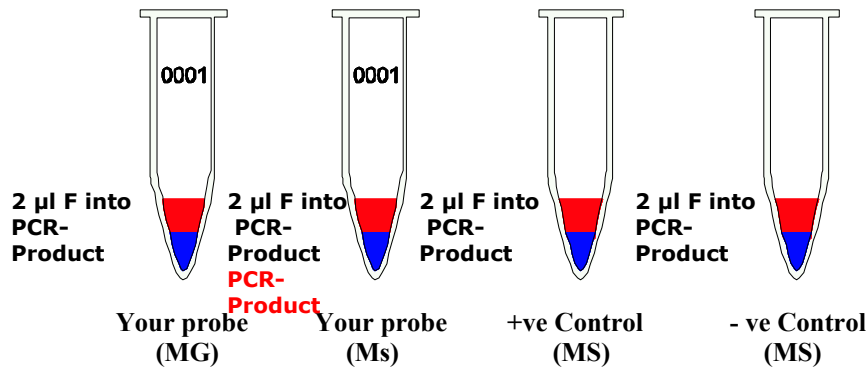 0001
0001
2 µl F into
PCR-
Product
2 µl F into
PCR-
Product
PCR-
Product
2 µl F into
PCR-
Product
2 µl F into
PCR-
Product
Your probe
(MG)
Your probe
(Ms)
+ve Control
(MS)
- ve Control
(MS)